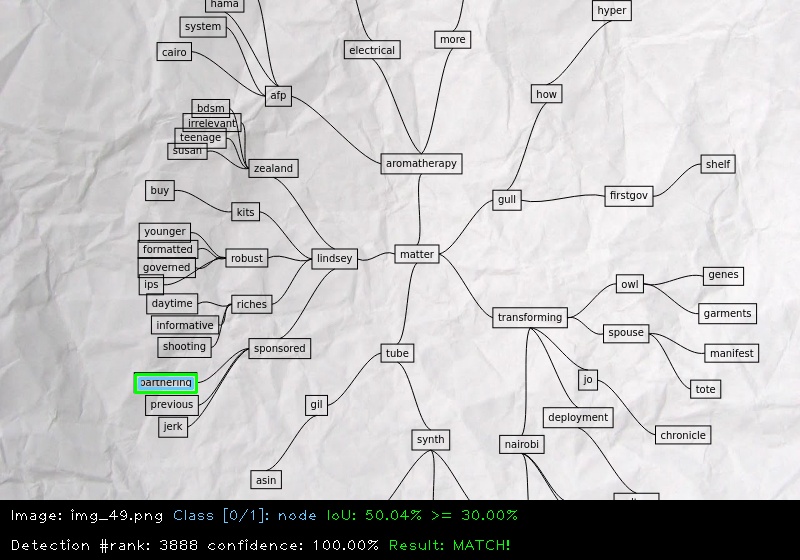 hama
hyper
system
more
electrical
cairo
afp
how
bdsm
irrelevant
teenage
susan
zealand
aromatherapy
shelf
buy
kits
gull
firstgov
younger
formatted
robust
lindsey
matter
governed
ips
genes
owl
daytime
riches
garments
informative
transforming
spouse
shooting
sponsored
tube
manifest
partnering
jo
tote
previous
gil
deployment
jerk
synth
nairobi
chronicle
asin
Image: img_49.png Class [0/1]: node IoU: 50.04% >= 30.00%
Detection #rank: 3888 confidence: 100.00% Result: MATCH!